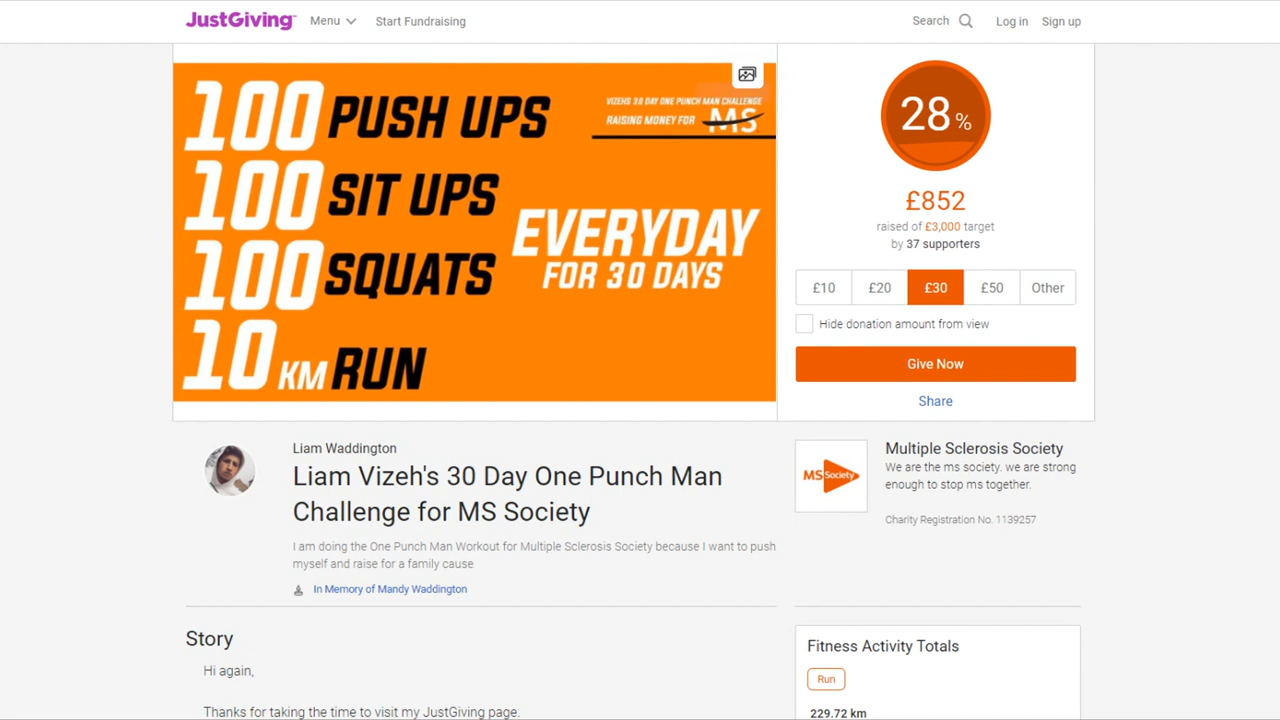 JustGiving™ Menu Start Fundraising Search Log in Sign up
100 PUSH UPS
100 SIT UPS
100 SQUATS
10 KM RUN
VIZEHS 30 DAY ONE PUNCH MAN CHALLENGE
RAISING MONEY FOR MS
EVERYDAY
FOR 30 DAYS
28 %
£852
raised of £3,000 target
by 37 supporters
£10 £20 £30 £50 Other
Hide donation amount from view
Give Now
Share
Liam Waddington
Liam Vizeh's 30 Day One Punch Man
Challenge for MS Society
I am doing the One Punch Man Workout for Multiple Sclerosis Society because I want to push
myself and raise for a family cause
In Memory of Mandy Waddington
MS Society
Multiple Sclerosis Society
We are the ms society. we are strong
enough to stop ms together.
Charity Registration No. 1139257
Story
Hi again,
Thanks for taking the time to visit my JustGiving page.
Fitness Activity Totals
Run
229.72 km